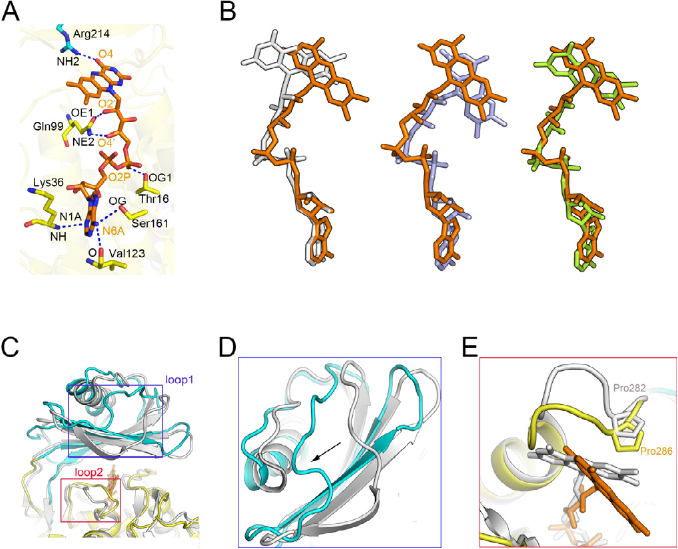 A
B
Arg214
O4
NH2
OE1
O2
Gln99
NE2
O4
O2P
OG1
Lys36
Thr16
OG
N1A
Ser161
NH
N6A
O
Val123
C
D
E
loop1
loop2
Pro282
Pro286